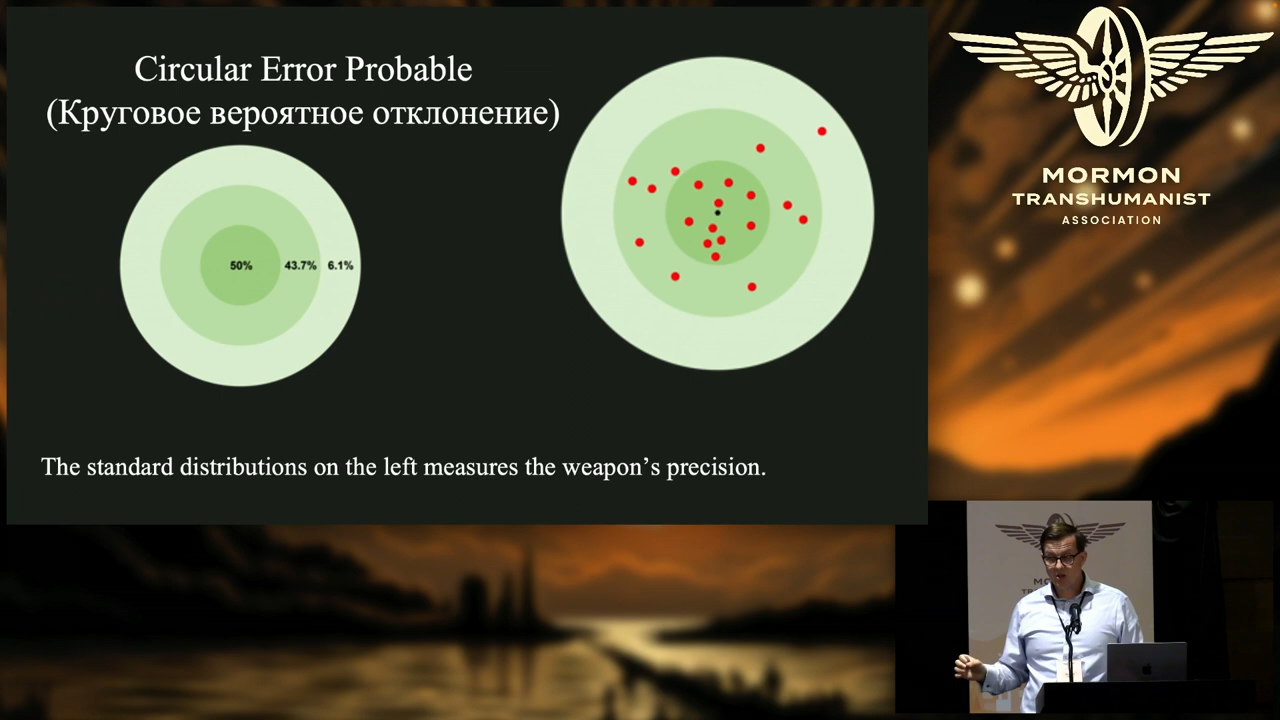 Circular Error Probable
(Круговое вероятное отклонение)
50%
43.7%
6.1%
The standard distributions on the left measures the weapon’s precision.
MORMON
TRANSHUMANIST
ASSOCIATION